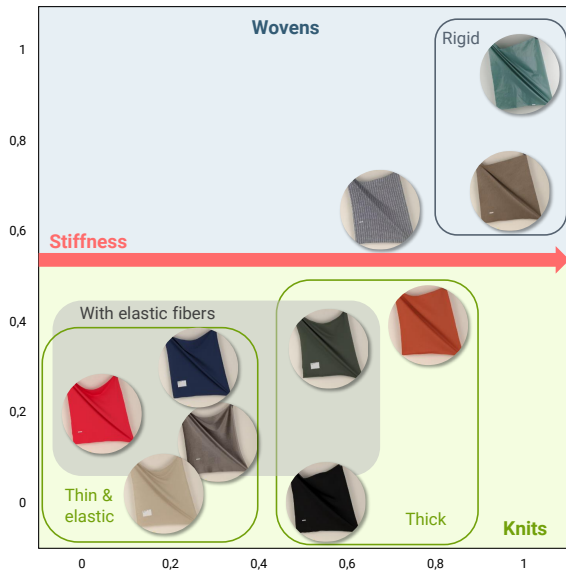 Wovens
Rigid
1
0,8
0,6
Stiffness
0,4
With elastic fibers
0,2
0
Thin &
elastic
Thick
Knits
0 0,2 0,4 0,6 0,8 1